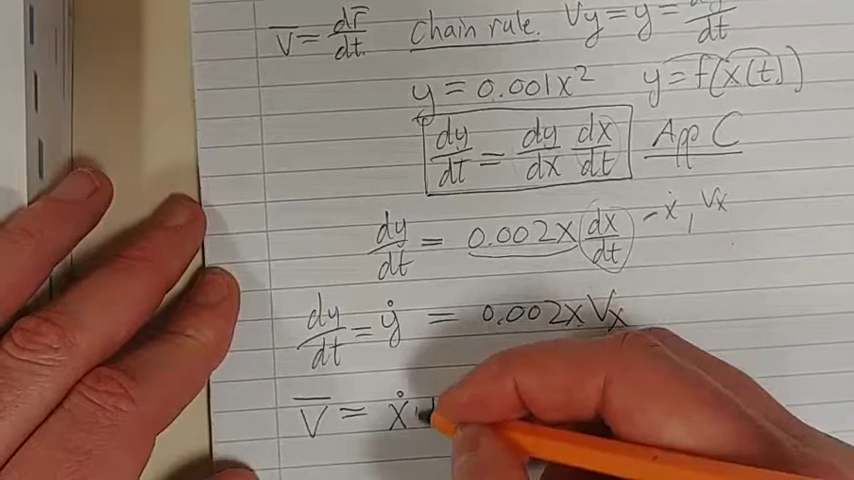 v̅ = dr̅/dt chain rule. Vy = ẏ = dy/dt
y = 0.001x² y = f(x(t))
dy/dt = dy/dx dx/dt App C
dy/dt = 0.002x (dx/dt) - ẋ, Vx
dy/dt = ẏ = 0.002x Vx
V̅ = ẋ